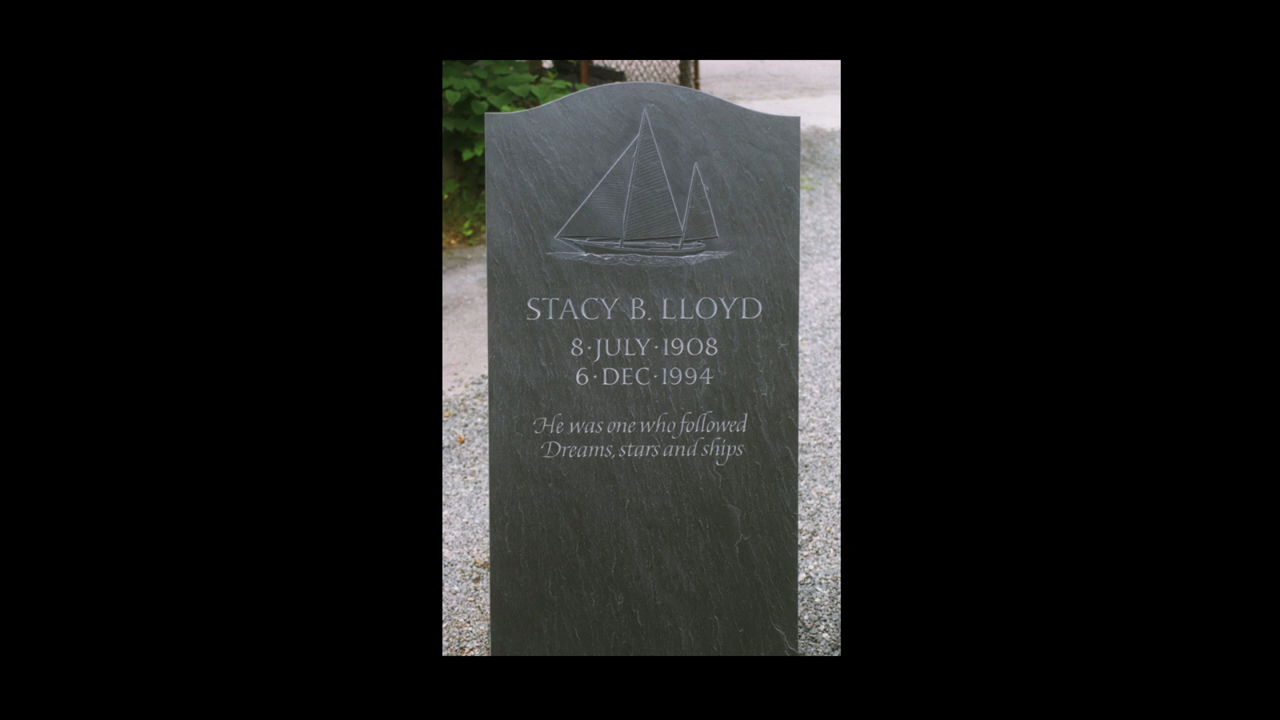 STACY B. LLOYD
8·JULY·1908
6·DEC·1994
He was one who followed
Dreams, stars and ships